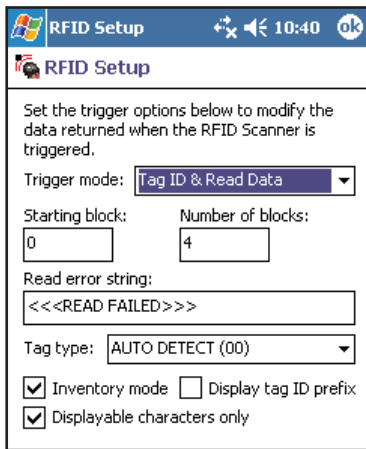 RFID Setup 10:40 ok
RFID Setup
Set the trigger options below to modify the
data returned when the RFID Scanner is
triggered.
Trigger mode: Tag ID & Read Data
Starting block: Number of blocks:
0 4
Read error string:
<<<READ FAILED>>>
Tag type: AUTO DETECT (00)
Inventory mode Display tag ID prefix
Displayable characters only